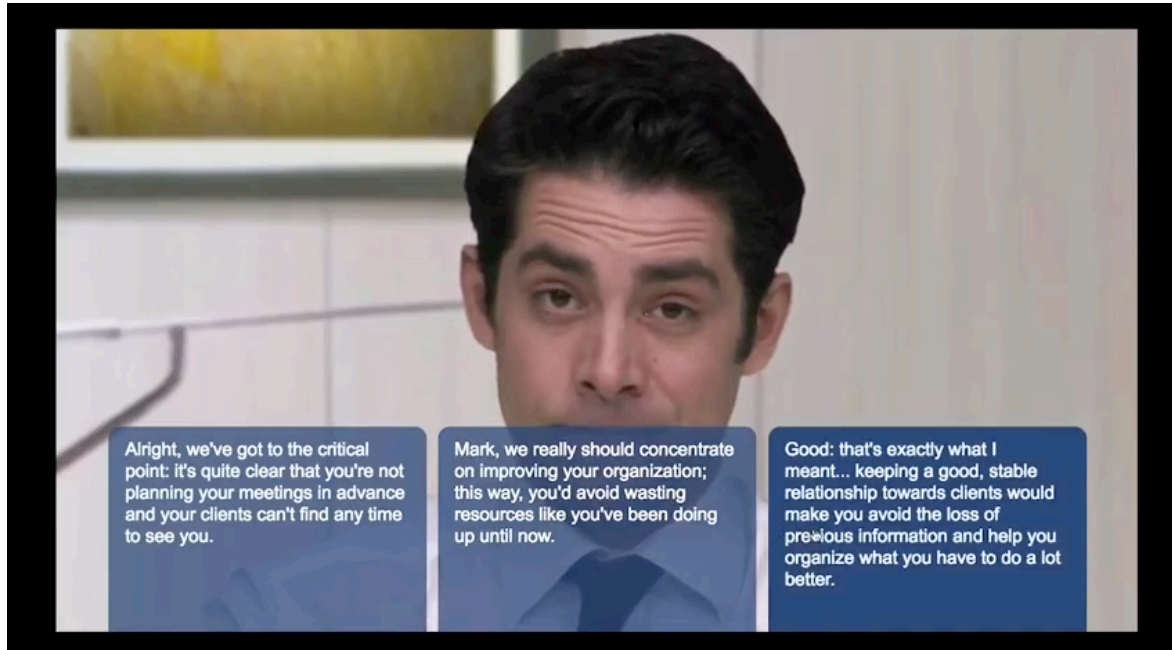 Alright, we've got to the critical
point: it's quite clear that you're not
planning your meetings in advance
and your clients can't find any time
to see you.
Mark, we really should concentrate
on improving your organization;
this way, you'd avoid wasting
resources like you've been doing
up until now.
Good: that's exactly what I
meant... keeping a good, stable
relationship towards clients would
make you avoid the loss of
precious information and help you
organize what you have to do a lot
better.